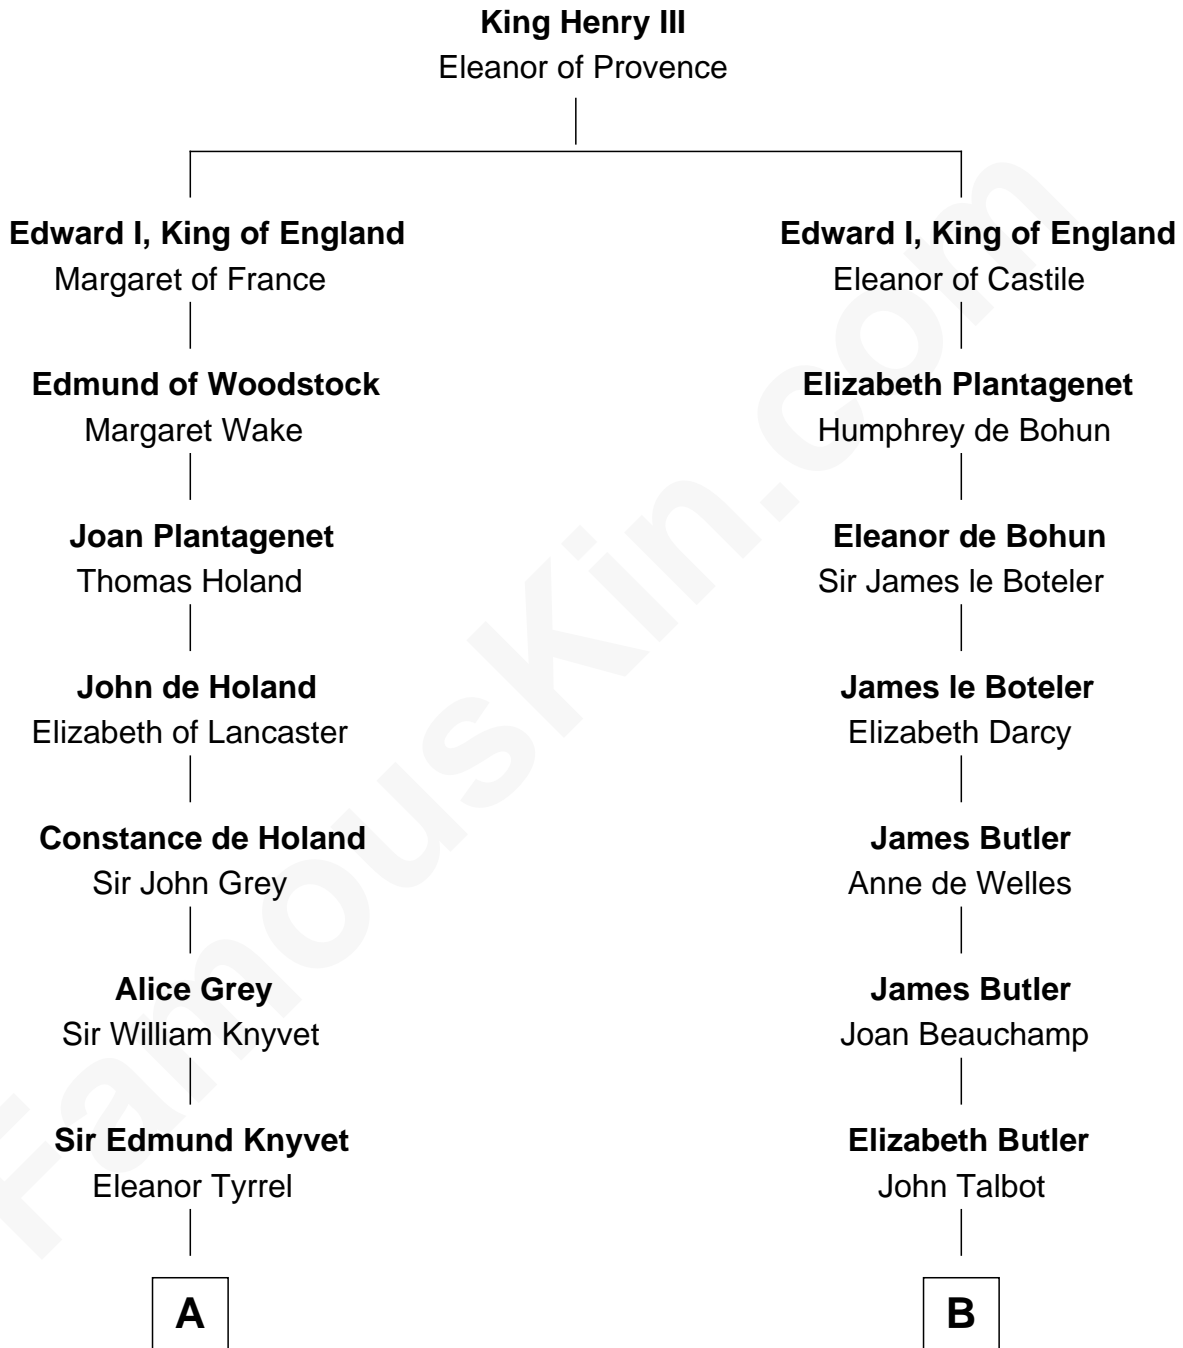 King Henry III
Eleanor of Provence
Edward I, King of England
Margaret of France
Edward I, King of England
Eleanor of Castile
Edmund of Woodstock
Margaret Wake
Elizabeth Plantagenet
Humphrey de Bohun
Joan Plantagenet
Thomas Holand
Eleanor de Bohun
Sir James le Boteler
John de Holand
Elizabeth of Lancaster
James le Boteler
Elizabeth Darcy
Constance de Holand
Sir John Grey
James Butler
Anne de Welles
Alice Grey
Sir William Knyvet
James Butler
Joan Beauchamp
Sir Edmund Knyvet
Eleanor Tyrrel
Elizabeth Butler
John Talbot
A
B
FamousKin.com